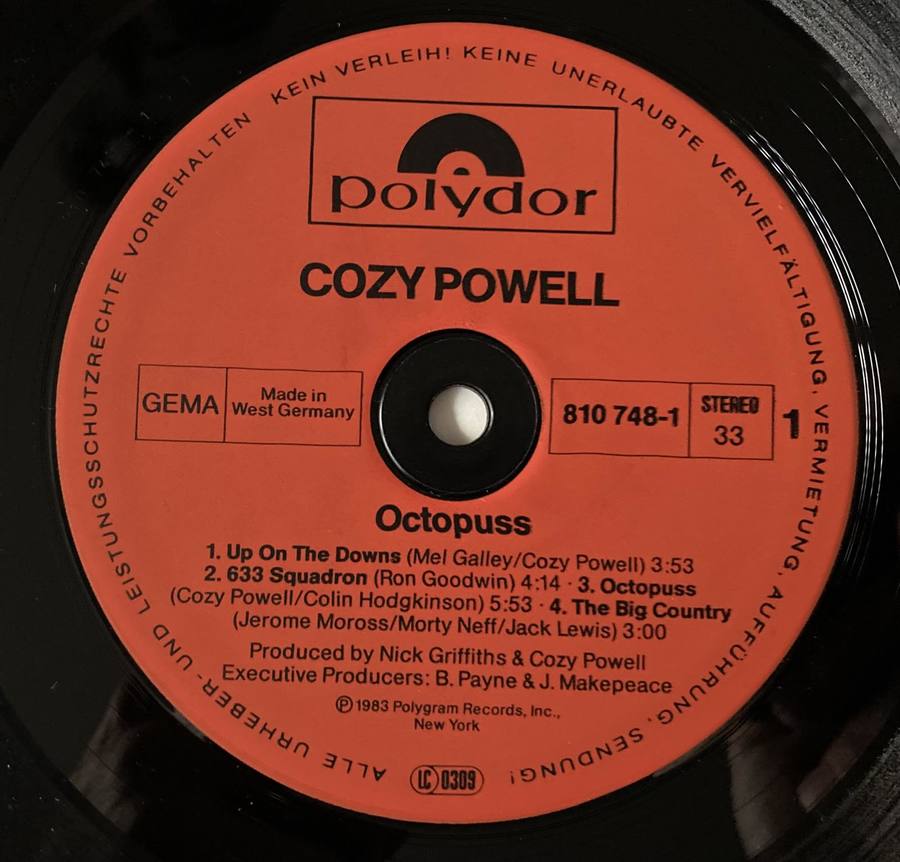 ALLE URHEBER- UND LEISTUNGSSCHUTZRECHTE VORBEHALTEN KEIN VERLEIH! KEINE UNERLAUBTE VERVIELFÄLTIGUNG, VERMIETUNG, AUFFÜHRUNG, SENDUNG!
polydor
COZY POWELL
GEMA
Made in
West Germany
810 748-1
STEREO
33
1
Octopuss
1. Up On The Downs (Mel Galley/Cozy Powell) 3:53
2. 633 Squadron (Ron Goodwin) 4:14 · 3. Octopuss
(Cozy Powell/Colin Hodgkinson) 5:53 · 4. The Big Country
(Jerome Moross/Morty Neff/Jack Lewis) 3:00
Produced by Nick Griffiths & Cozy Powell
Executive Producers: B. Payne & J. Makepeace
℗ 1983 Polygram Records, Inc.,
New York
LC 0309